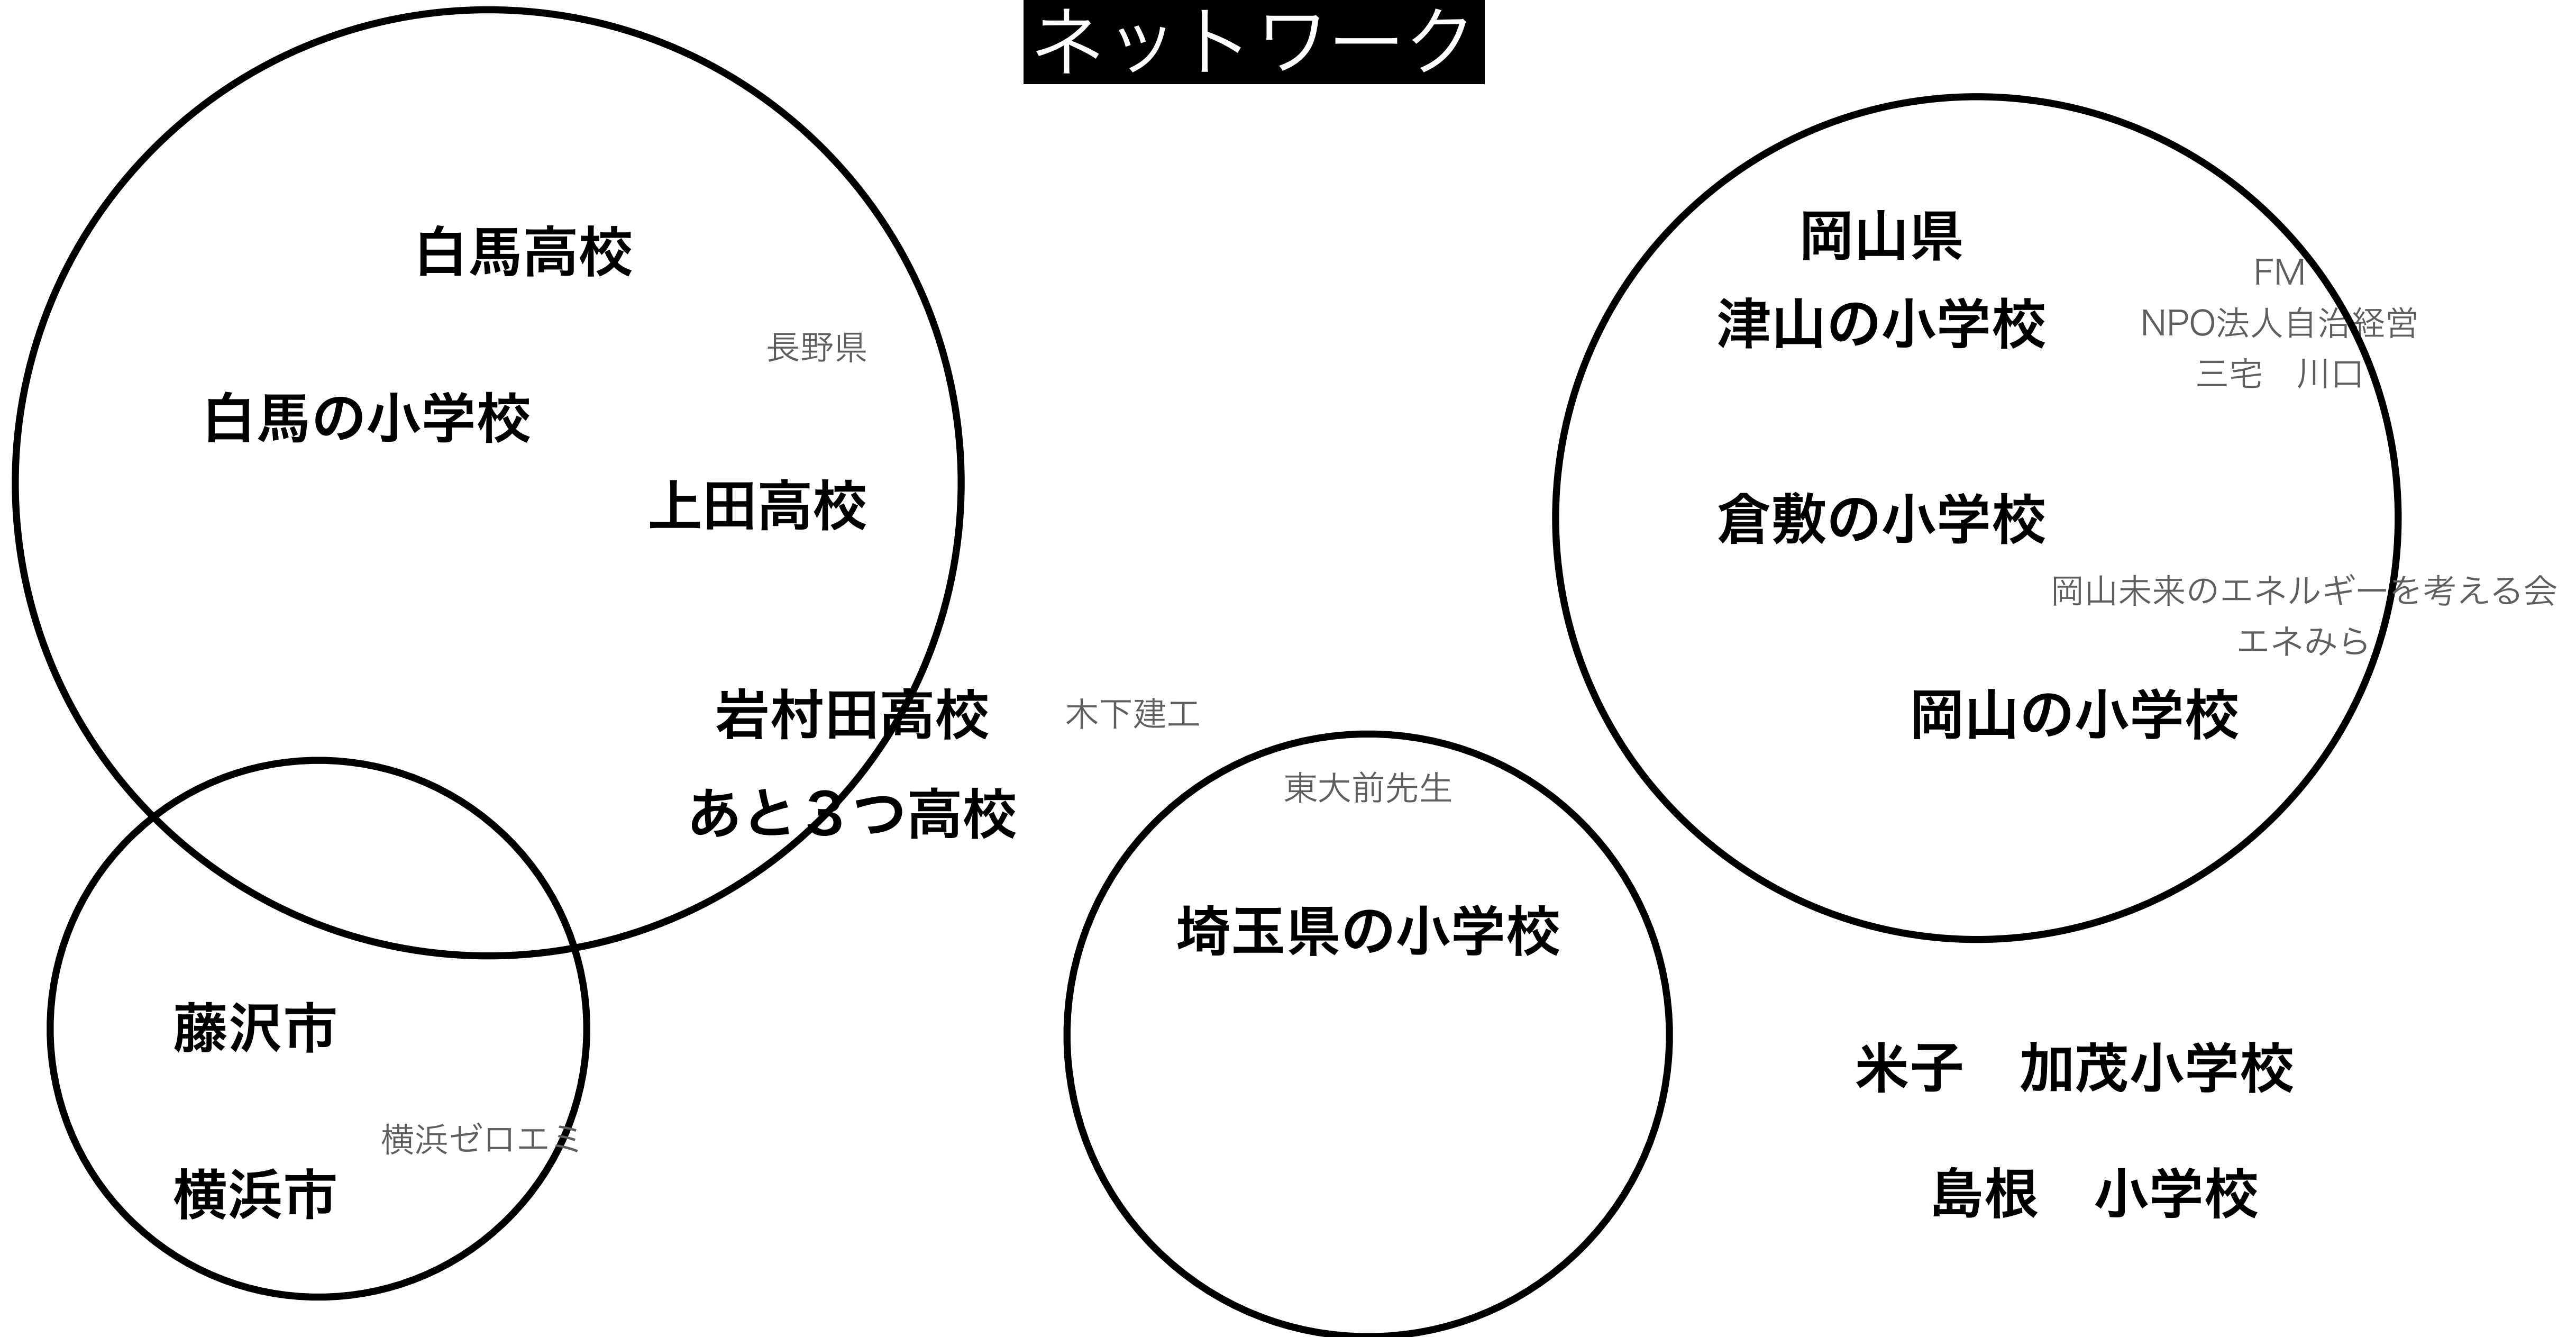 ネットワーク
白馬高校
長野県
白馬の小学校
上田高校
岩村田高校
木下建工
あと３つ高校
藤沢市
横浜ゼロエミ
横浜市
東大前先生
埼玉県の小学校
岡山県
津山の小学校
FM
NPO法人自治経営
三宅　川口
倉敷の小学校
岡山未来のエネルギーを考える会
エネみら
岡山の小学校
米子　加茂小学校
島根　小学校